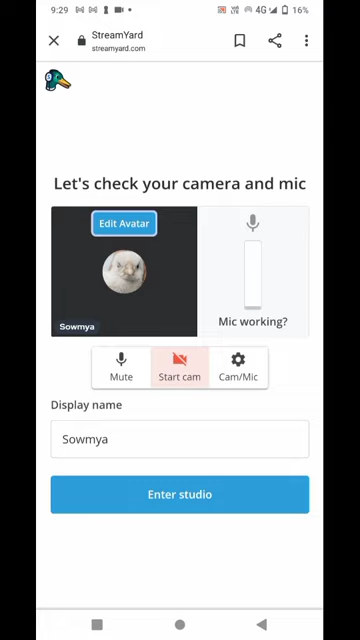 9:29
4G 16%
StreamYard
streamyard.com
Let's check your camera and mic
Edit Avatar
Sowmya
Mic working?
Mute
Start cam
Cam/Mic
Display name
Sowmya
Enter studio